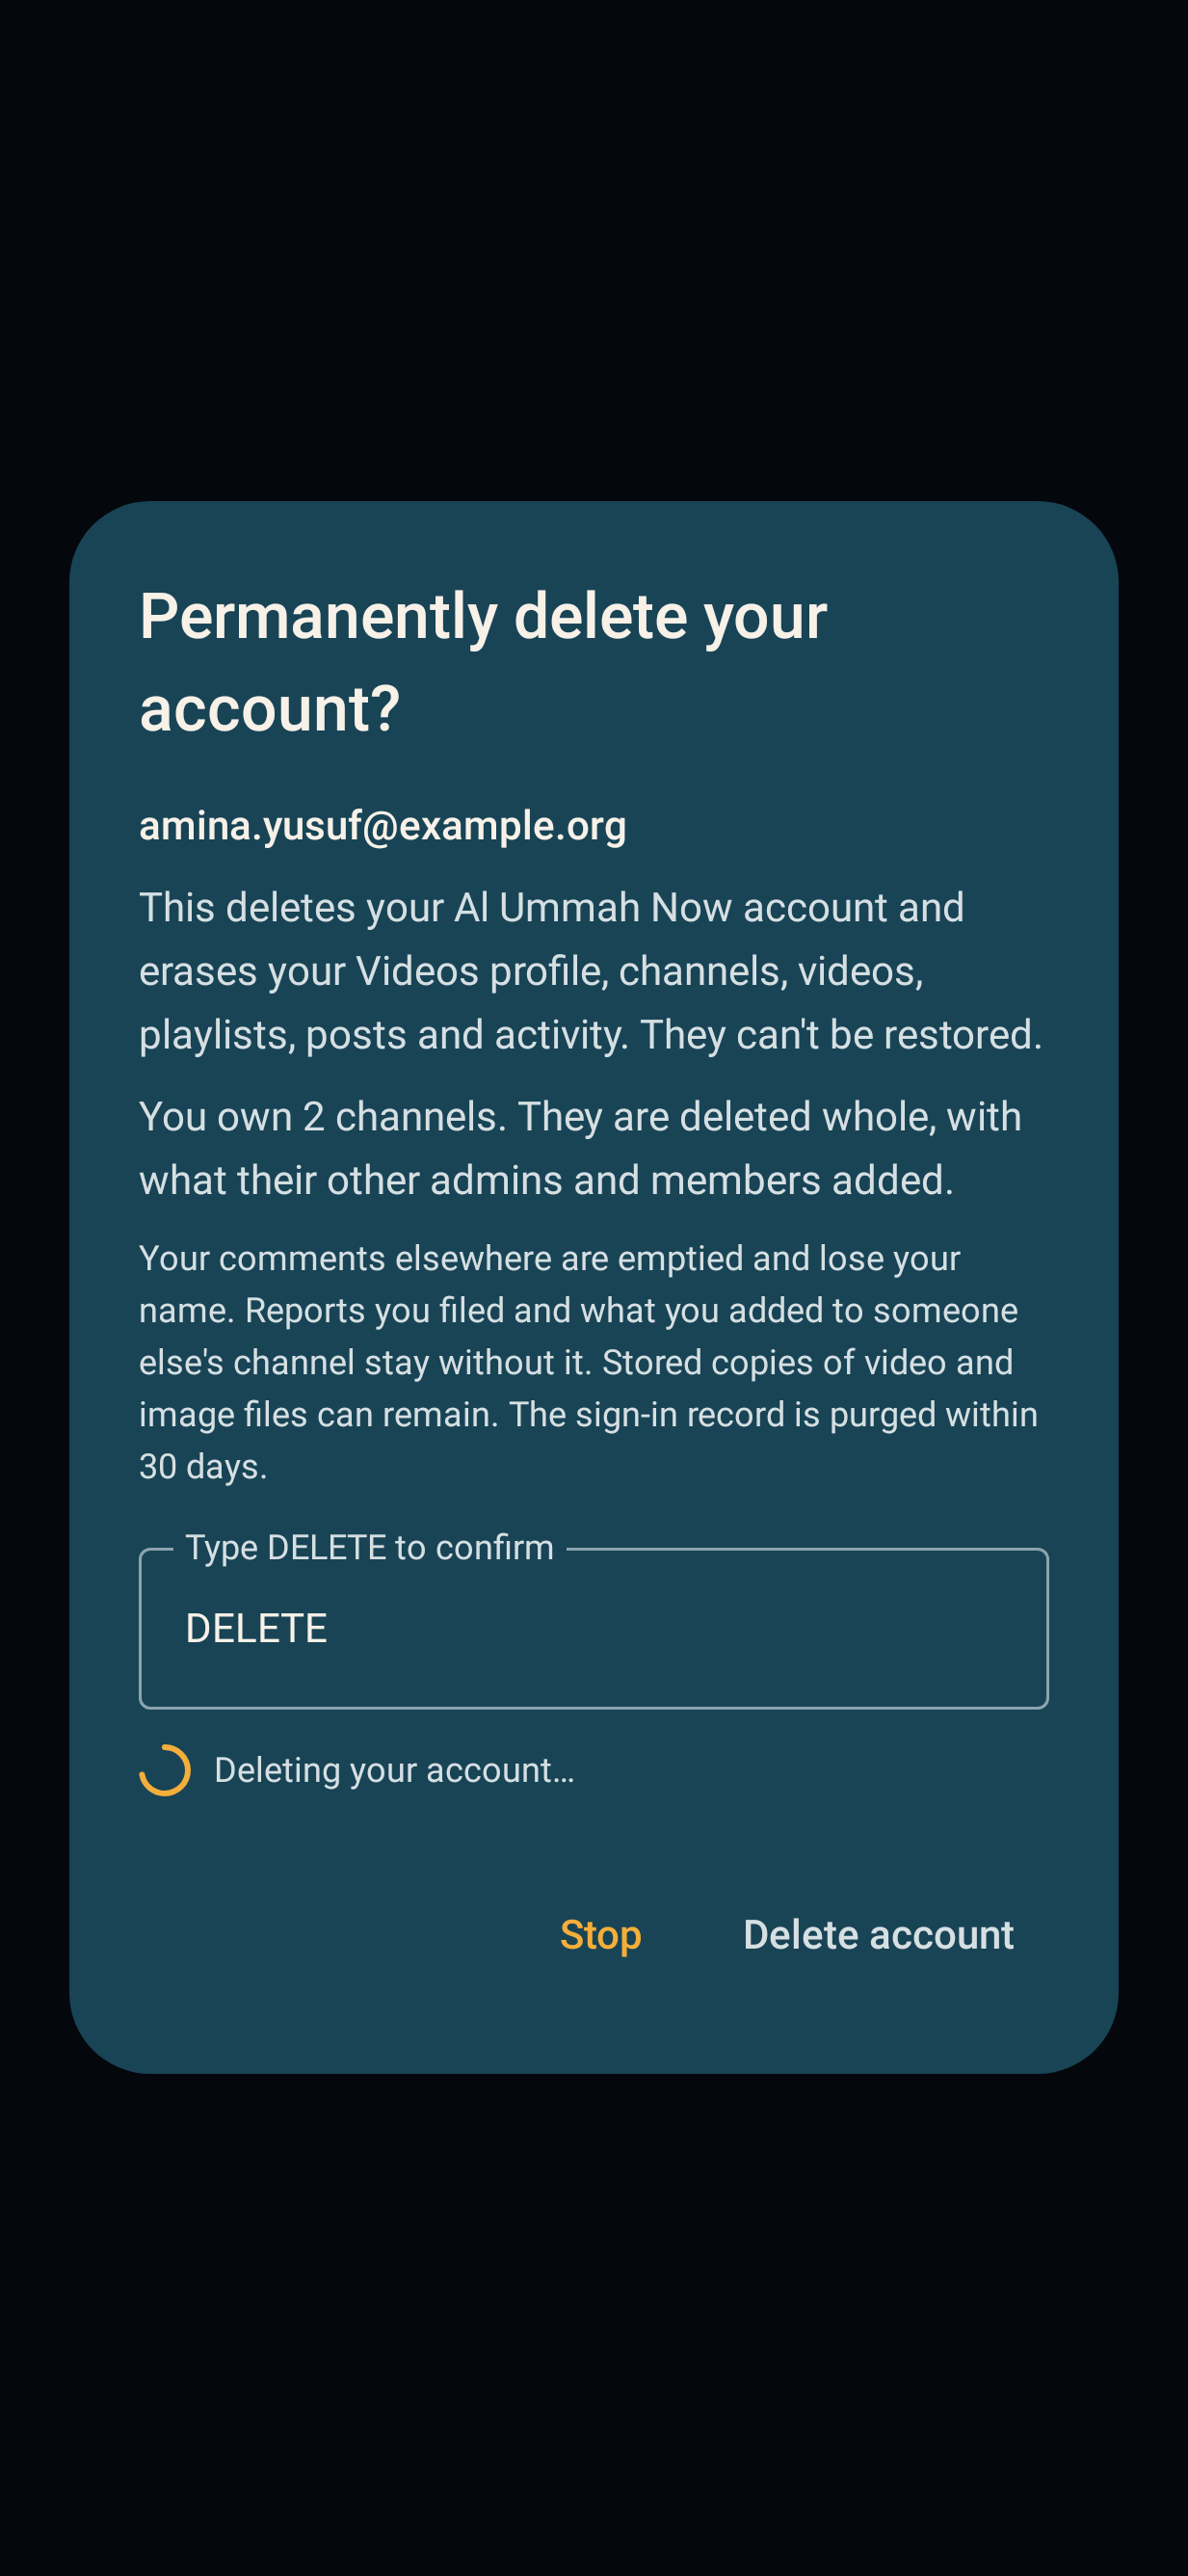 Permanently delete your
account?
amina.yusuf@example.org
This deletes your Al Ummah Now account and
erases your Videos profile, channels, videos,
playlists, posts and activity. They can't be restored.
You own 2 channels. They are deleted whole, with
what their other admins and members added.
Your comments elsewhere are emptied and lose your
name. Reports you filed and what you added to someone
else's channel stay without it. Stored copies of video and
image files can remain. The sign-in record is purged within
30 days.
Type DELETE to confirm
DELETE
Deleting your account…
Stop
Delete account